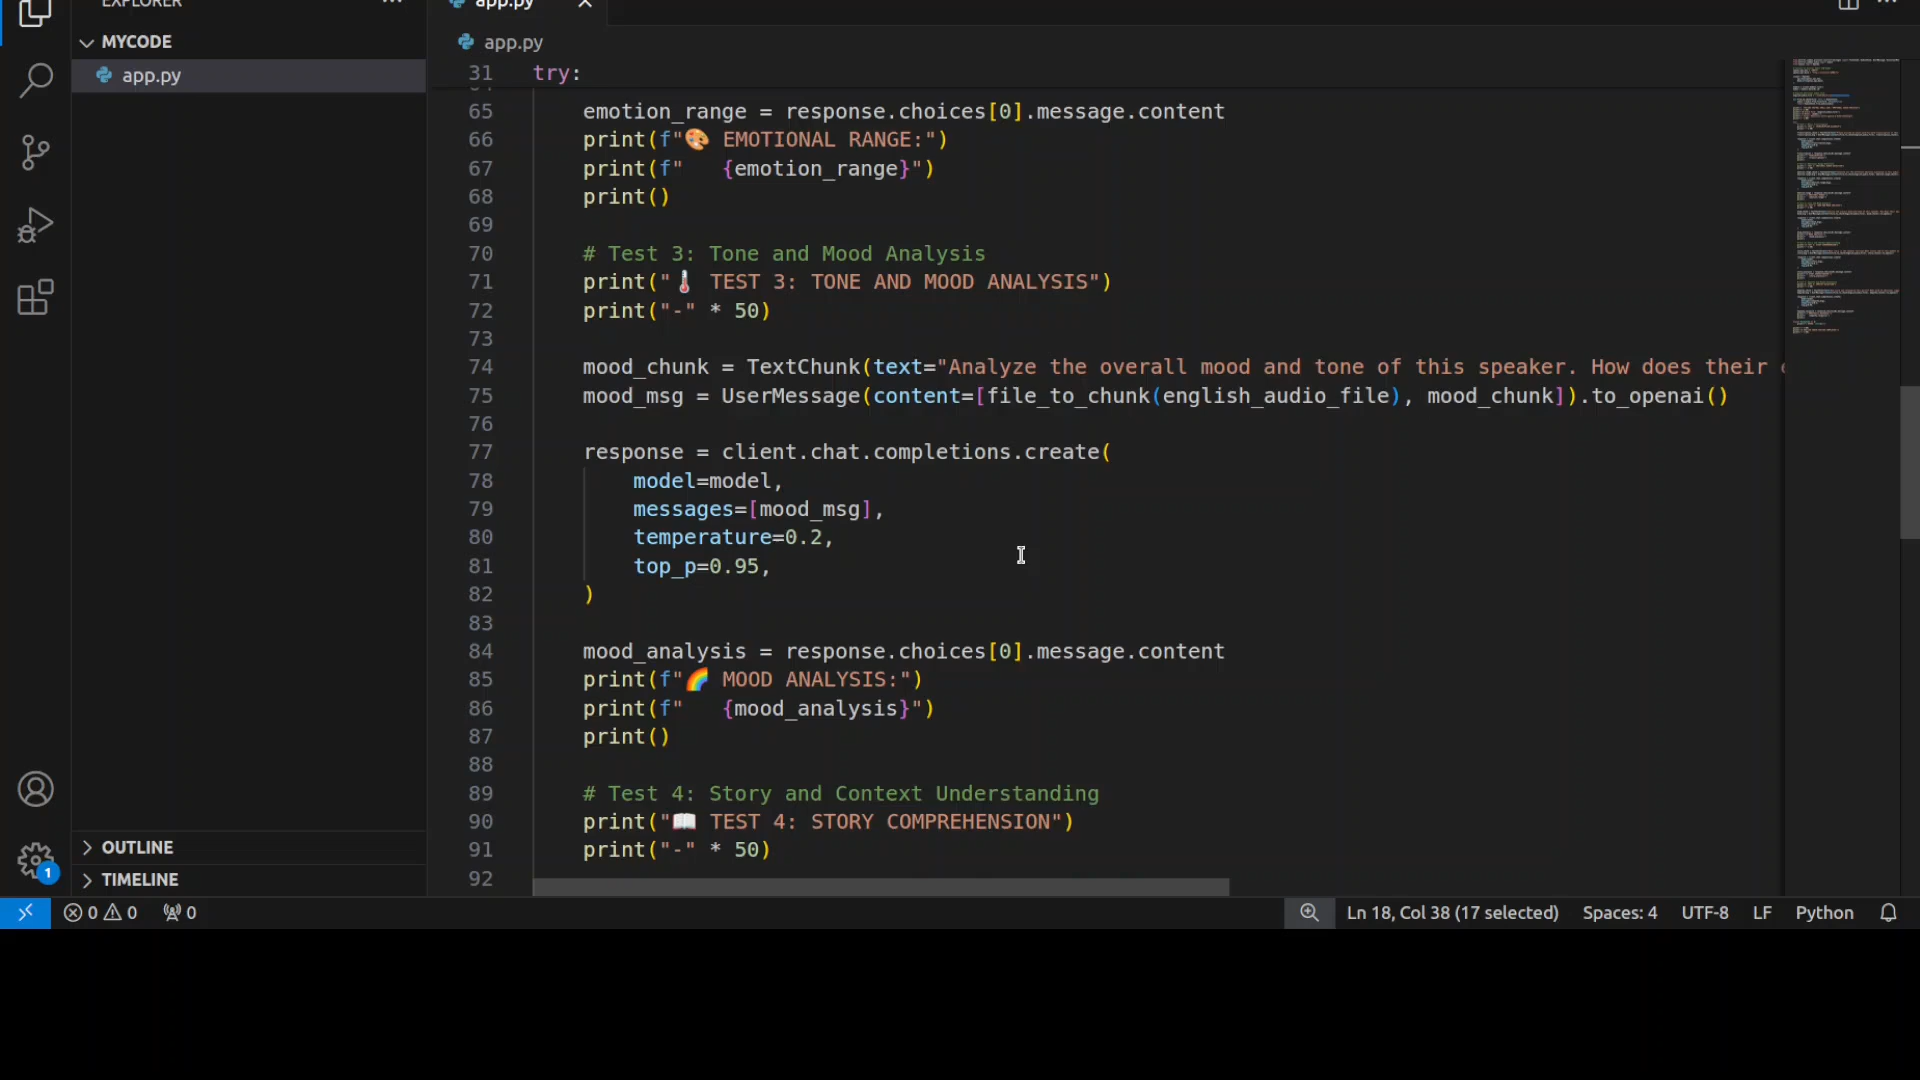 EXPLORER
···
app.py
MYCODE
app.py
app.py
31 try:
65 emotion_range = response.choices[0].message.content
66 print(f"🎨 EMOTIONAL RANGE:")
67 print(f"   {emotion_range}")
68 print()
69
70 # Test 3: Tone and Mood Analysis
71 print("🌡️ TEST 3: TONE AND MOOD ANALYSIS")
72 print("-" * 50)
73
74 mood_chunk = TextChunk(text="Analyze the overall mood and tone of this speaker. How does their
75 mood_msg = UserMessage(content=[file_to_chunk(english_audio_file), mood_chunk]).to_openai()
76
77 response = client.chat.completions.create(
78 model=model,
79 messages=[mood_msg],
80 temperature=0.2,
81 top_p=0.95,
82 )
83
84 mood_analysis = response.choices[0].message.content
85 print(f"🌈 MOOD ANALYSIS:")
86 print(f"   {mood_analysis}")
87 print()
88
89 # Test 4: Story and Context Understanding
90 print("📖 TEST 4: STORY COMPREHENSION")
91 print("-" * 50)
92
OUTLINE
TIMELINE
1
0 0 0
Ln 18, Col 38 (17 selected)
Spaces: 4
UTF-8
LF
Python